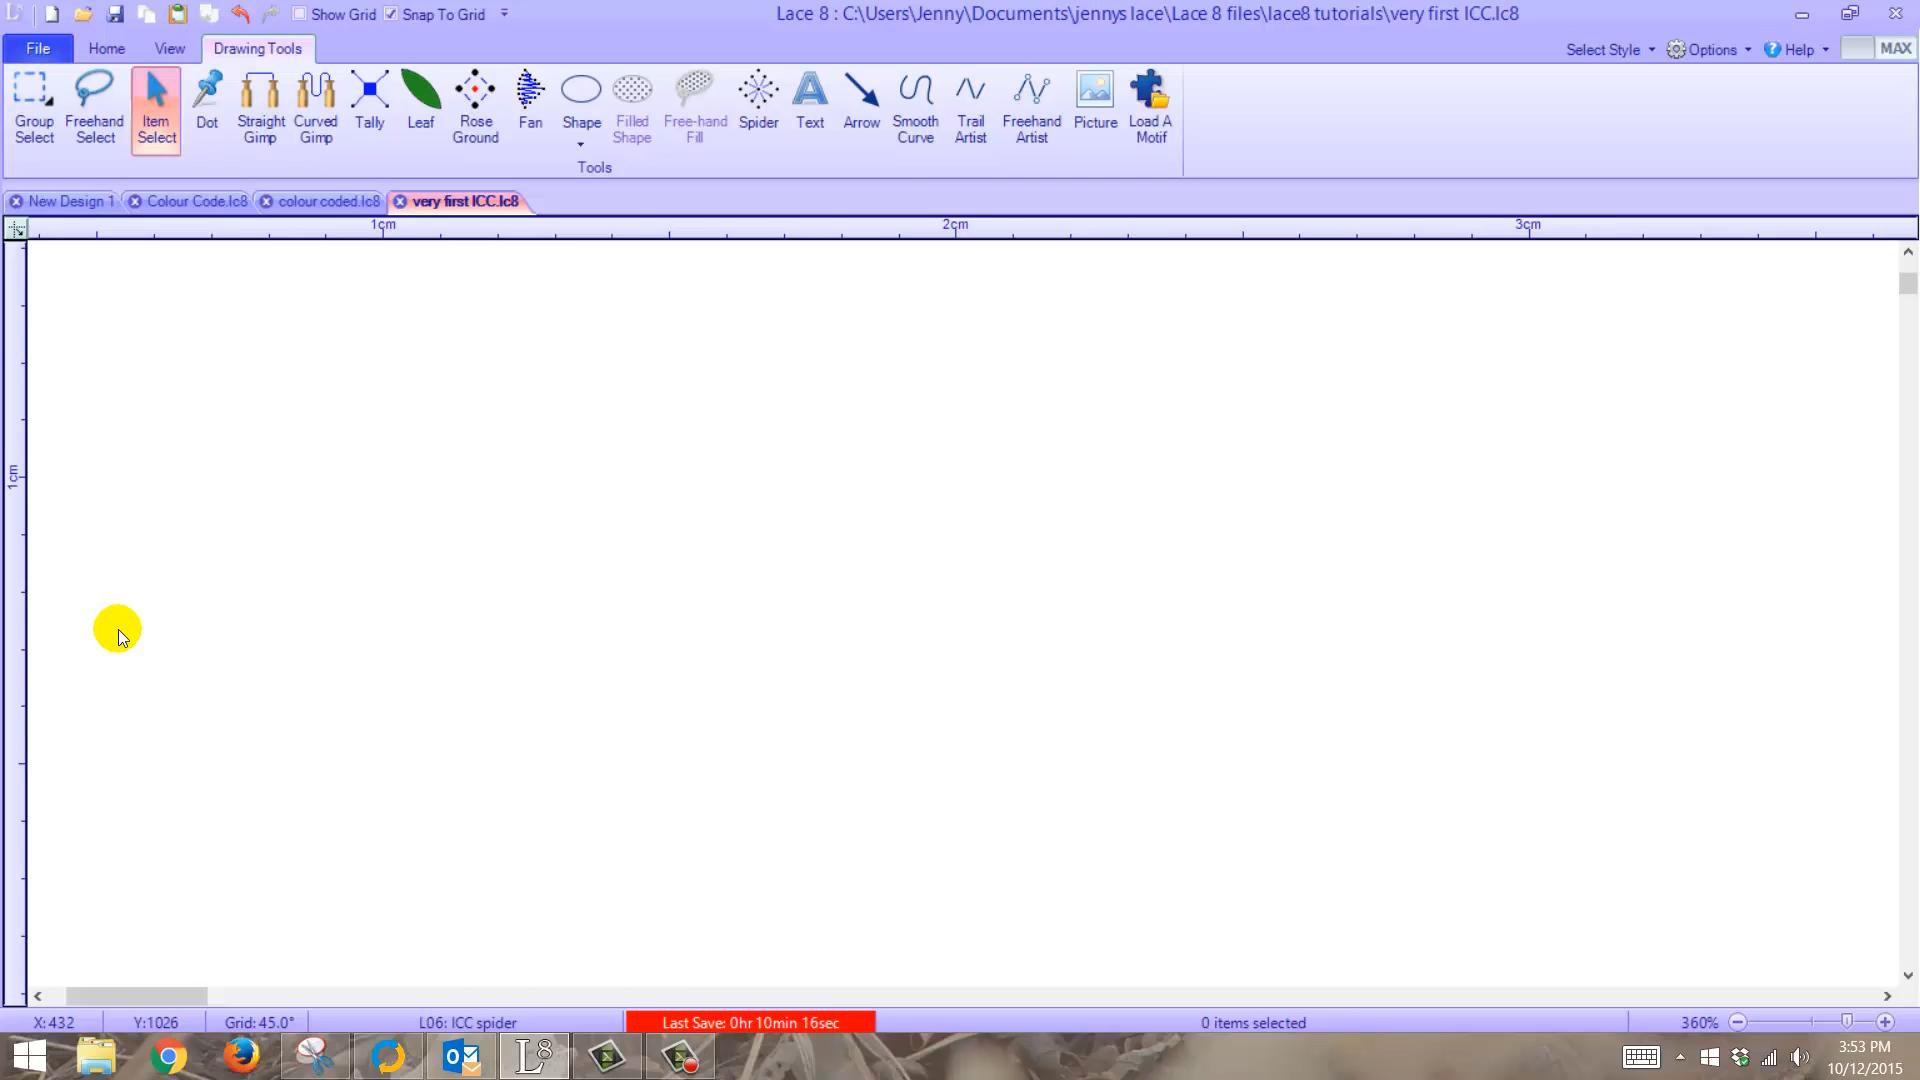 Show Grid Snap To Grid
Lace 8 : C:\Users\Jenny\Documents\jennys lace\Lace 8 files\lace8 tutorials\very first ICC.lc8
File Home View Drawing Tools
Select Style Options Help MAX
Group Select
Freehand Select
Item Select
Dot
Straight Gimp
Curved Gimp
Tally
Leaf
Rose Ground
Fan
Shape
Filled Shape
Free-hand Fill
Spider
Text
Arrow
Smooth Curve
Trail Artist
Freehand Artist
Picture
Load A Motif
Tools
New Design 1 Colour Code.lc8 colour coded.lc8 very first ICC.lc8
1cm 2cm 3cm
1cm
X: 432 Y:1026 Grid: 45.0° L06: ICC spider Last Save: 0hr 10min 16sec 0 items selected 360%
L8
3:53 PM
10/12/2015